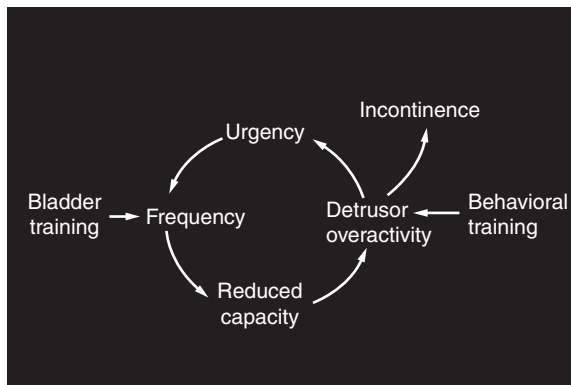 Incontinence
Urgency
Bladder
training
Frequency
Detrusor
overactivity
Behavioral
training
Reduced
capacity